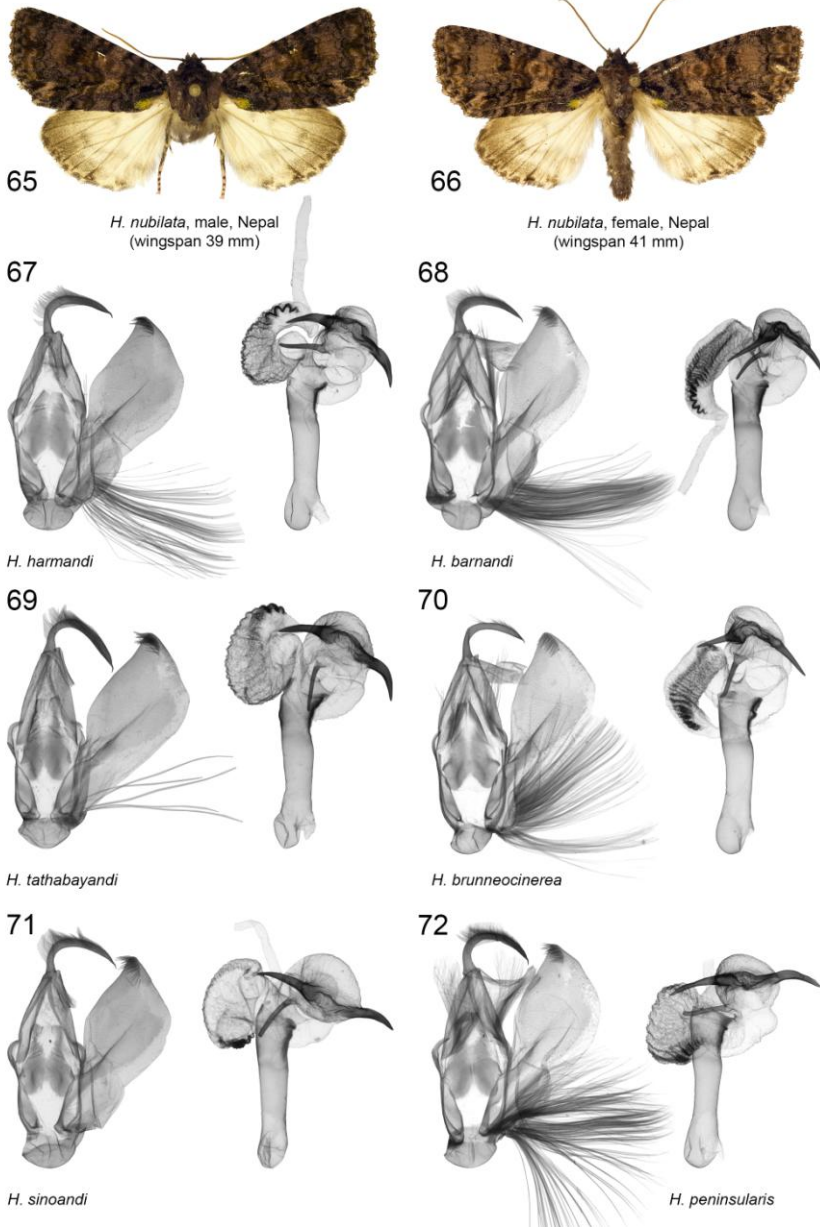 65
66
H. nubilata, male, Nepal
(wingspan 39 mm)
H. nubilata, female, Nepal
(wingspan 41 mm)
67
68
H. harmandi
H. barnandi
69
70
H. tathabayandi
H. brunneocinerea
71
72
H. sinoandi
H. peninsularis